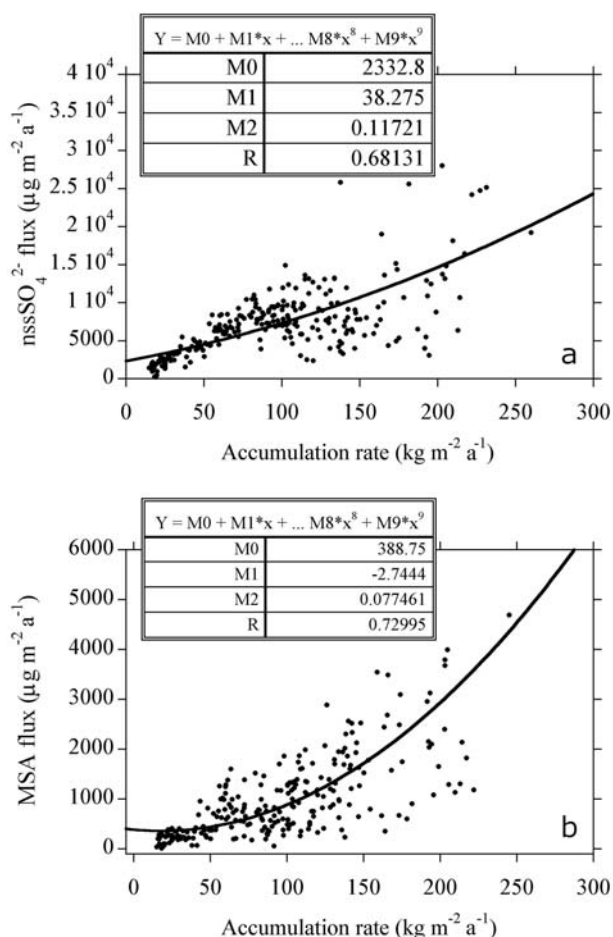 Y = M0 + M1*x + ... M8*x⁸ + M9*x⁹
M0 2332.8
M1 38.275
M2 0.11721
R 0.68131
4 10⁴
3.5 10⁴
3 10⁴
2.5 10⁴
2 10⁴
1.5 10⁴
1 10⁴
5000
0
nssSO₄²⁻ flux (µg m⁻² a⁻¹)
a
0 50 100 150 200 250 300
Accumulation rate (kg m⁻² a⁻¹)
Y = M0 + M1*x + ... M8*x⁸ + M9*x⁹
M0 388.75
M1 -2.7444
M2 0.077461
R 0.72995
6000
5000
4000
3000
2000
1000
0
MSA flux (µg m⁻² a⁻¹)
b
0 50 100 150 200 250 300
Accumulation rate (kg m⁻² a⁻¹)